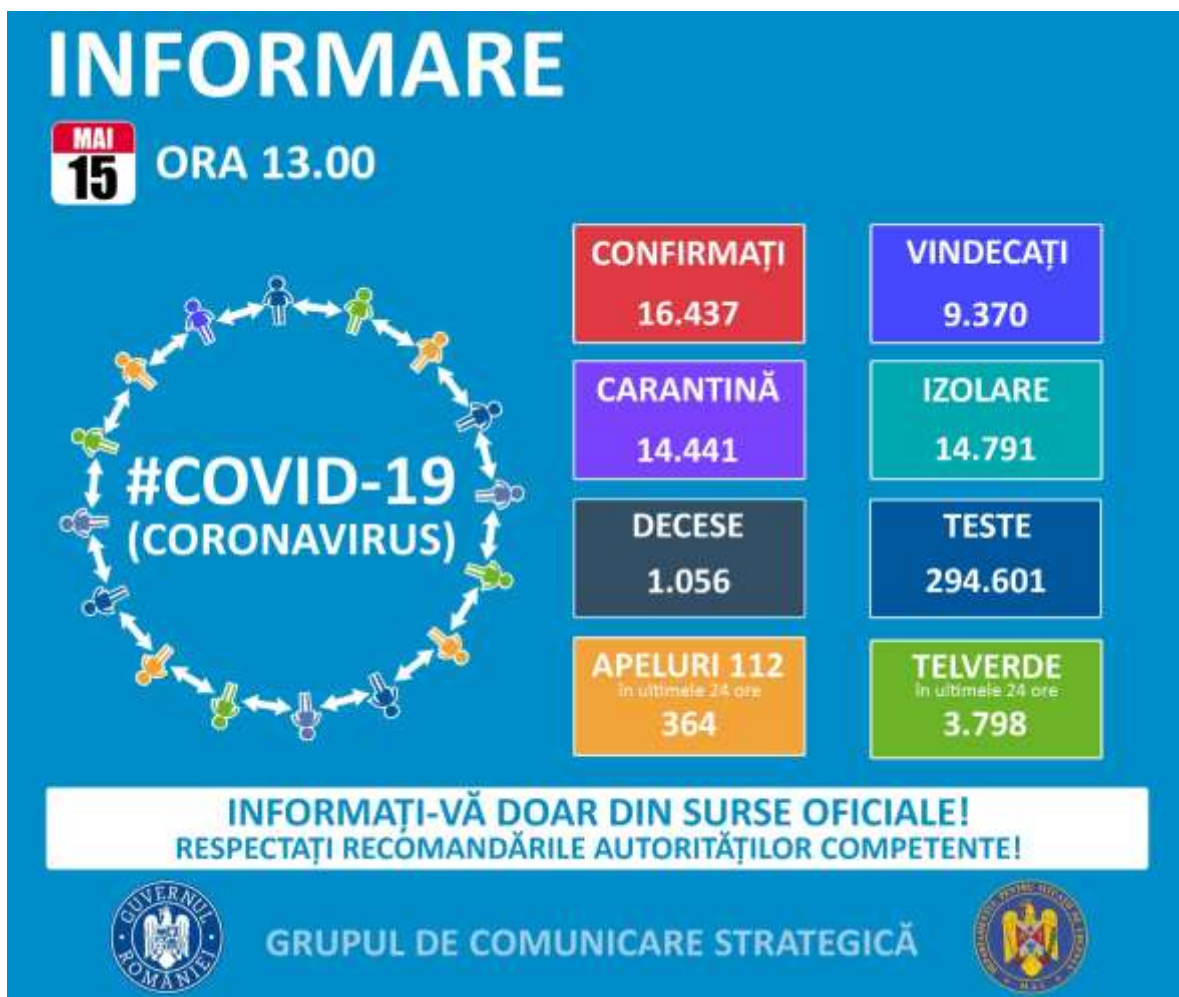 INFORMARE
MAI
15
ORA 13.00
CONFIRMAȚI
16.437
VINDECAȚI
9.370
CARANTINĂ
14.441
IZOLARE
14.791
#COVID-19
(CORONAVIRUS)
DECESE
1.056
TESTE
294.601
APELURI 112
în ultimele 24 ore
364
TELVERDE
în ultimele 24 ore
3.798
INFORMAȚI-VĂ DOAR DIN SURSE OFICIALE!
RESPECTAȚI RECOMANDĂRILE AUTORITĂȚILOR COMPETENTE!
GUVERNUL
ROMÂNIEI
GRUPUL DE COMUNICARE STRATEGICĂ